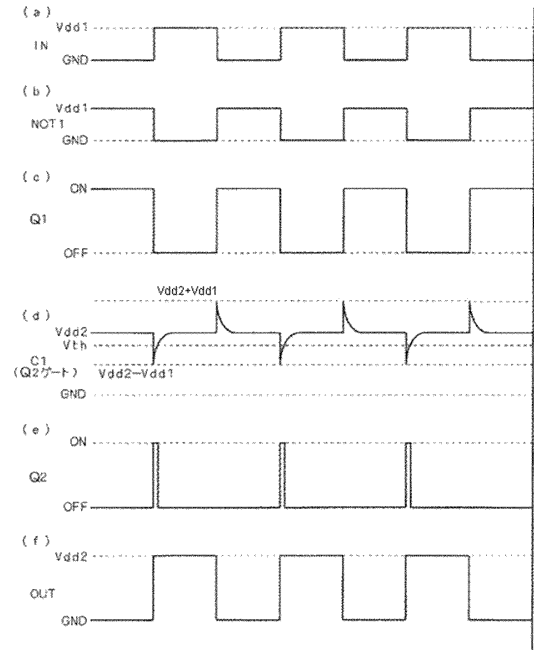 (a)
Vdd1
IN
GND
(b)
Vdd1
NOT1
GND
(c)
ON
Q1
OFF
Vdd2+Vdd1
(d)
Vdd2
Vth
C1
(Q2ゲート) Vdd2-Vdd1
GND
(e)
ON
Q2
OFF
(f)
Vdd2
OUT
GND